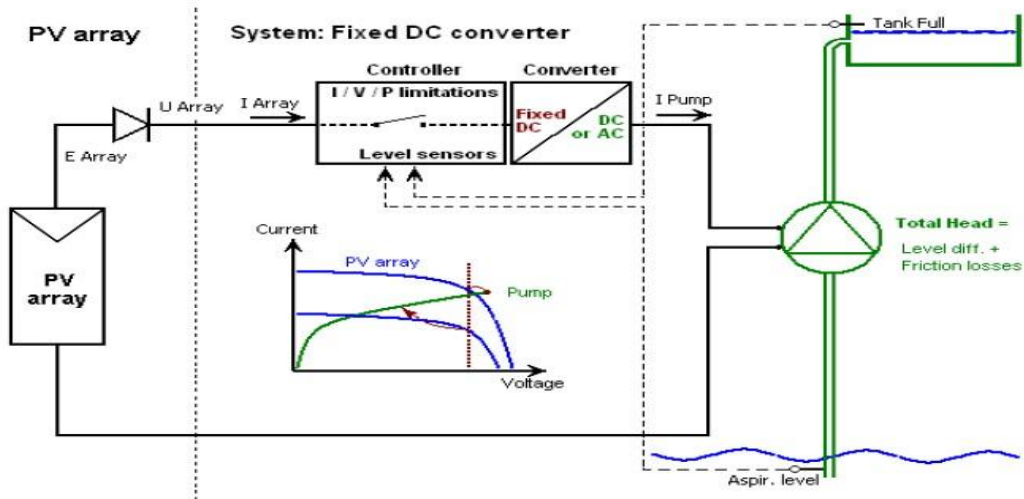 PV array
System: Fixed DC converter
Tank Full
Controller
Converter
I / V / P limitations
U Array
I Array
I Pump
Fixed
DC
DC
or AC
E Array
Level sensors
Current
PV array
Pump
Voltage
PV
array
Total Head =
Level diff. +
Friction losses
Aspir. level